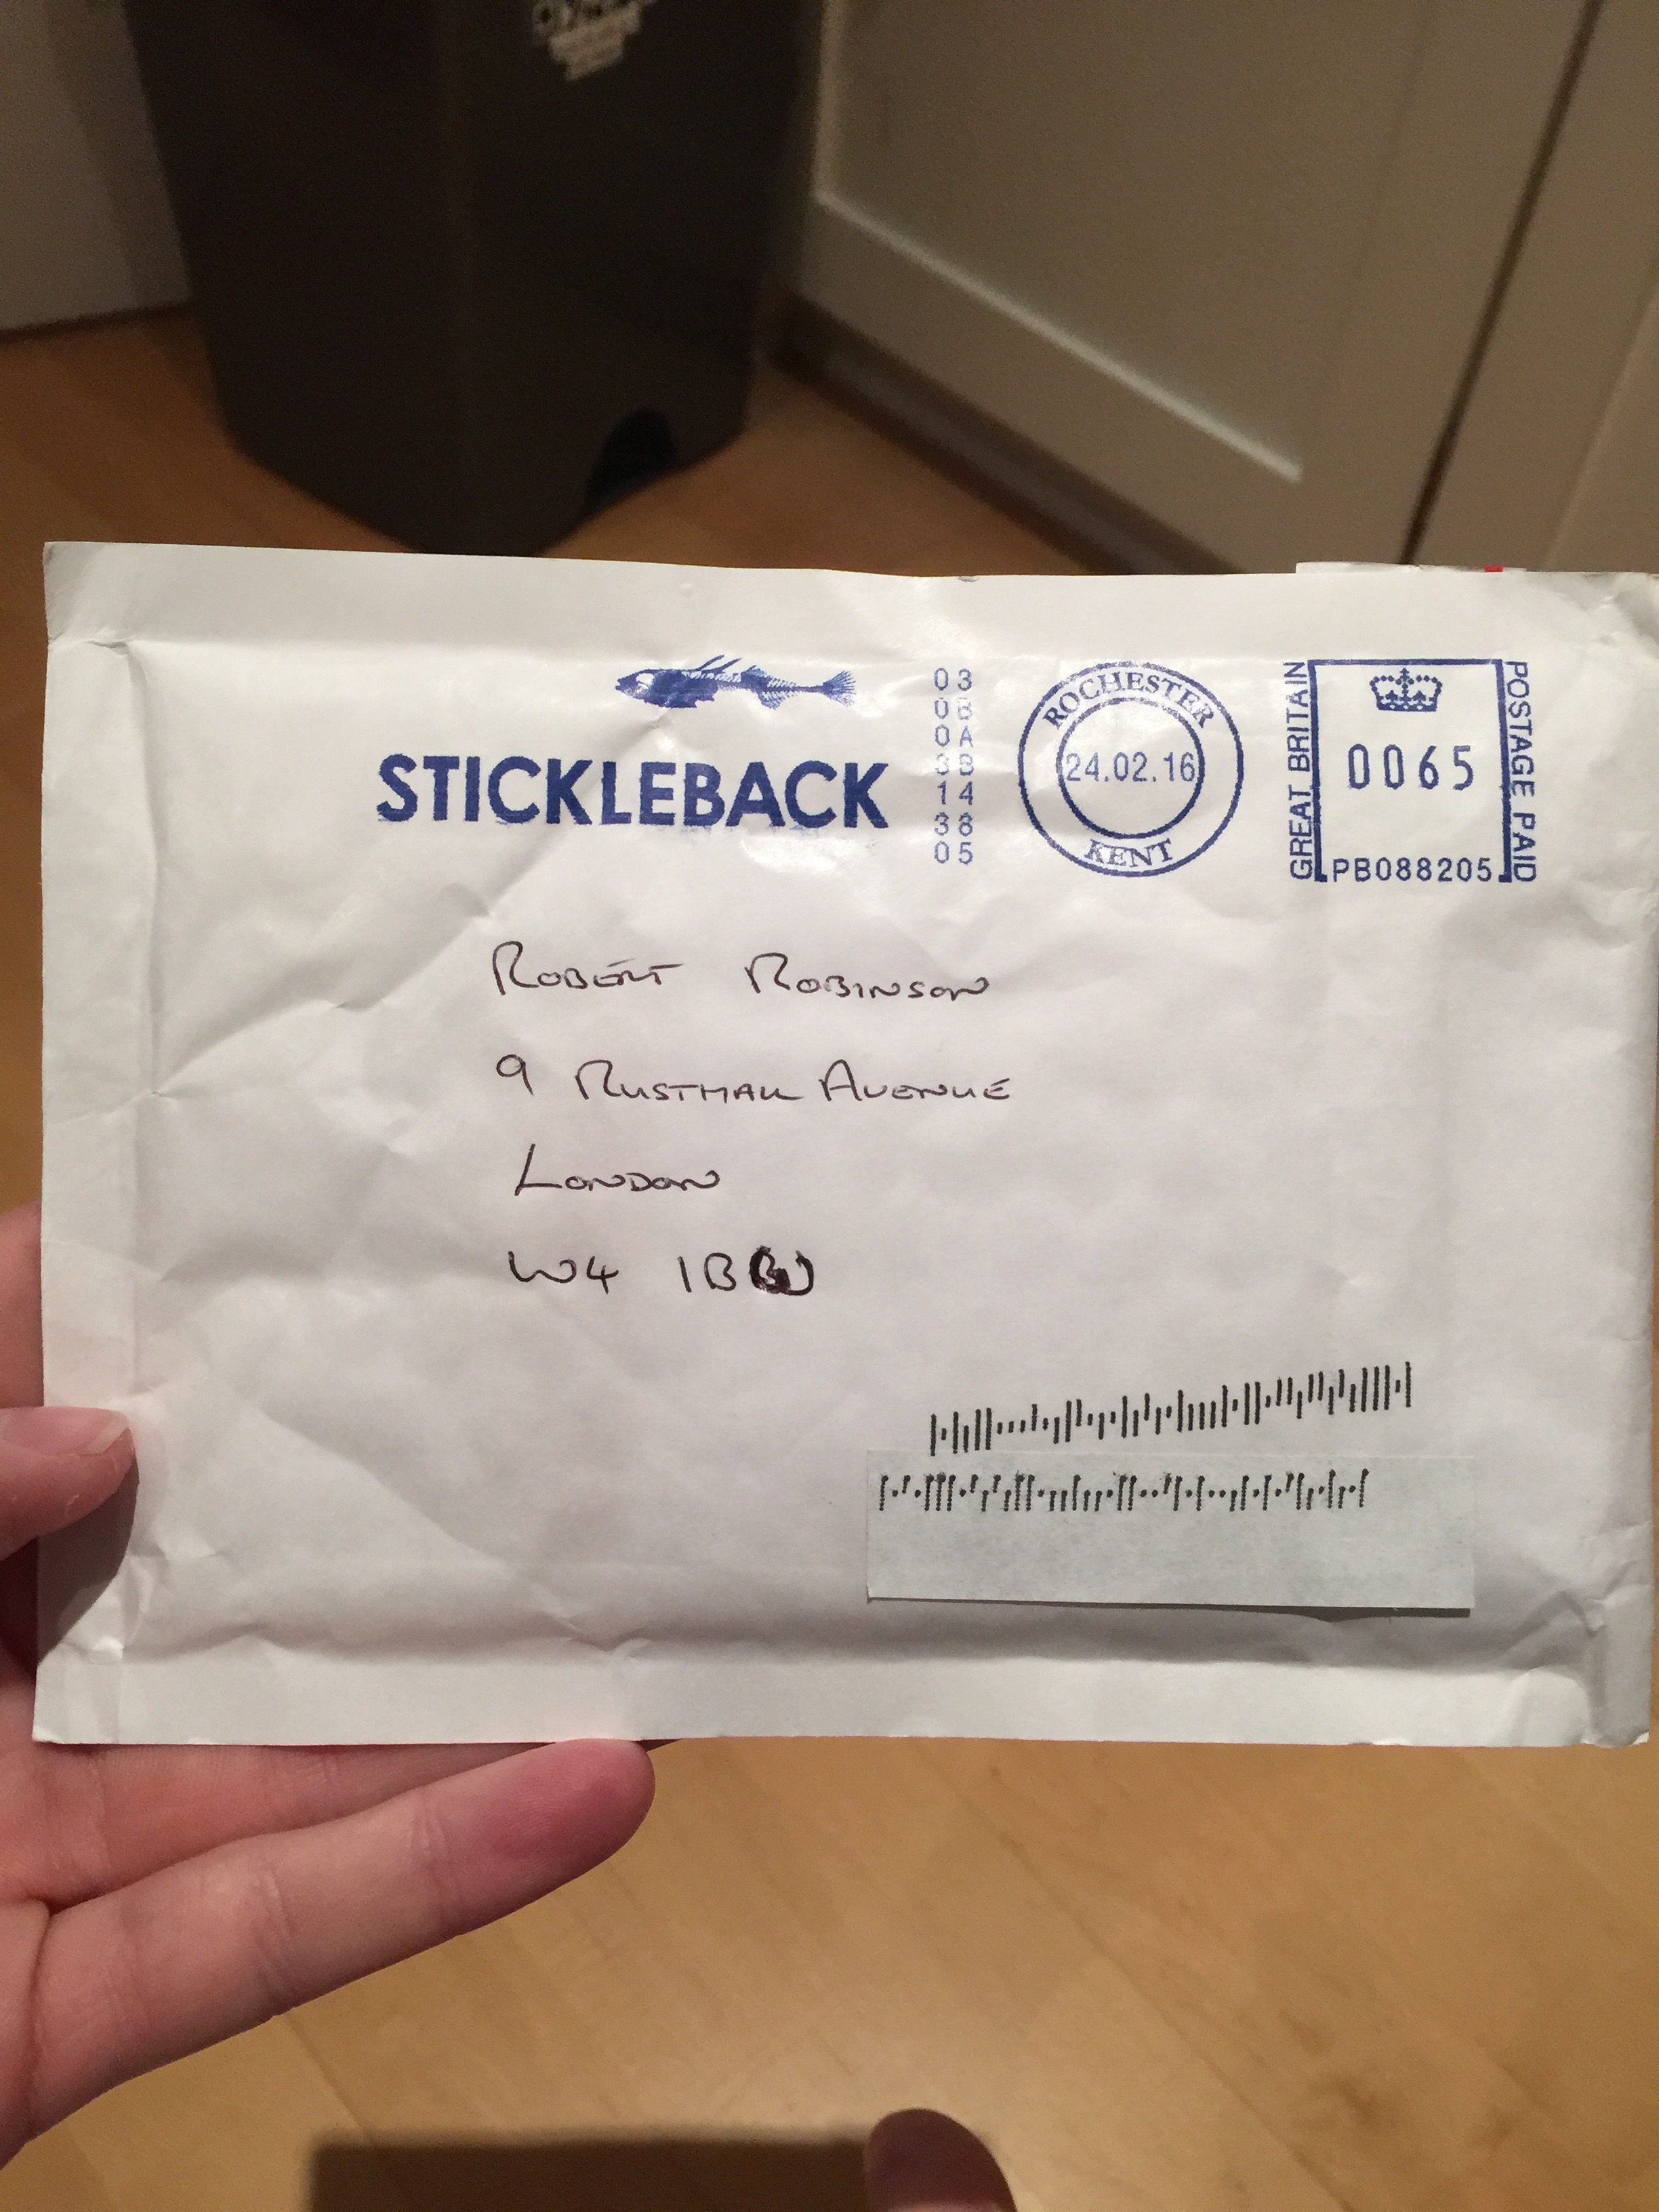 STICKLEBACK
03
0B
0A
3B
14
38
05
ROCHESTER
24.02.16
KENT
GREAT BRITAIN
0065
PB088205
POSTAGE PAID
ROBERT ROBINSON
9 RUSTHALL AVENUE
LONDON
W4 1BW